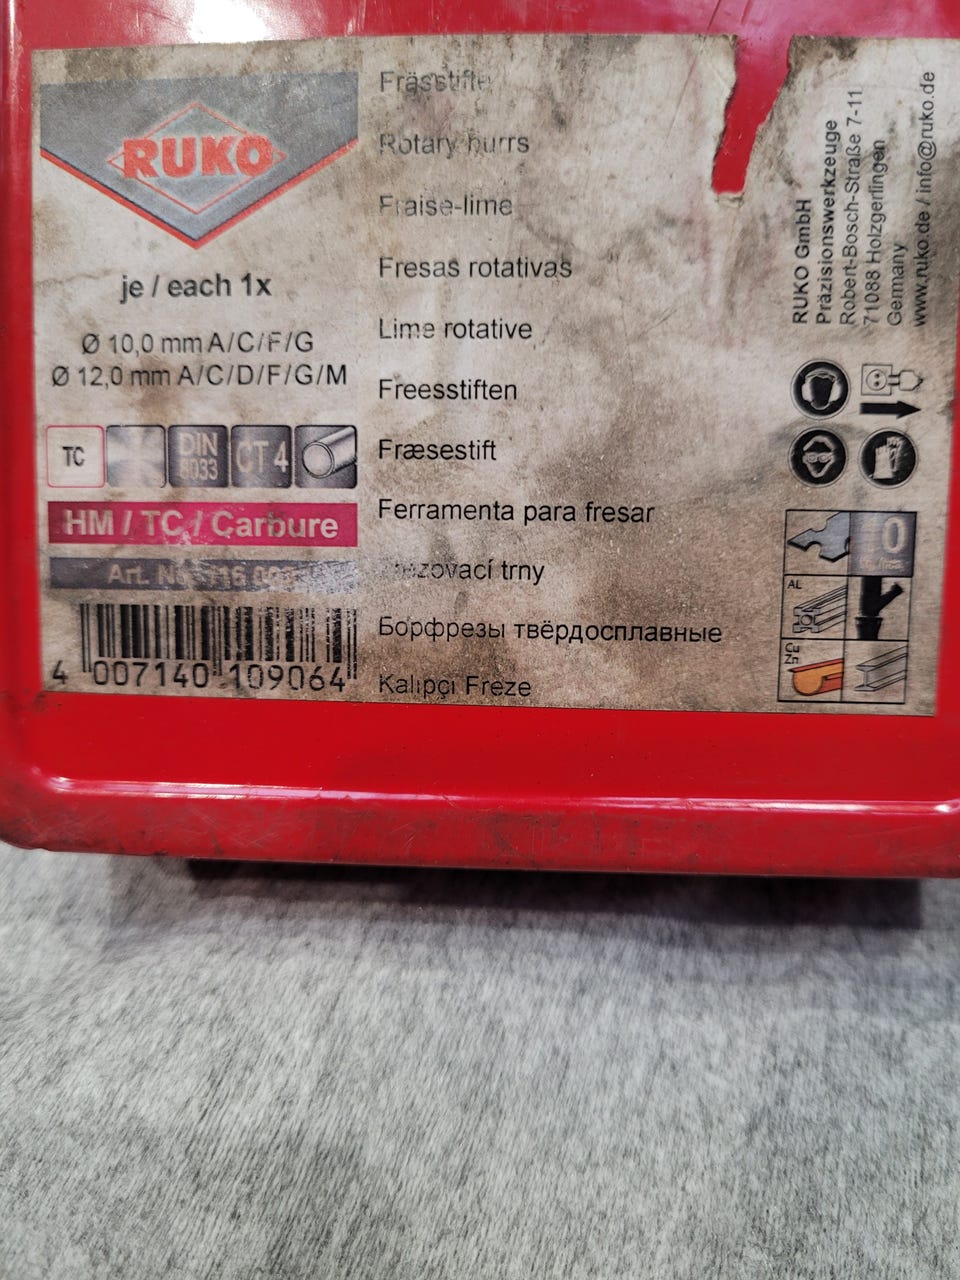 RUKO
je / each 1x
Ø 10,0 mm A/C/F/G
Ø 12,0 mm A/C/D/F/G/M
TC
DIN
8033
CT 4
HM / TC / Carbure
Art. No.
4 007140 109064
Frässtifte
Rotary burrs
Fraise-lime
Fresas rotativas
Lime rotative
Freesstiften
Fræsestift
Ferramenta para fresar
trny
Борфрезы твёрдосплавные
Kalıpçı Freze
RUKO GmbH
Präzisionswerkzeuge
Robert-Bosch-Straße 7-11
71088 Holzgerlingen
Germany
www.ruko.de / info@ruko.de
AL